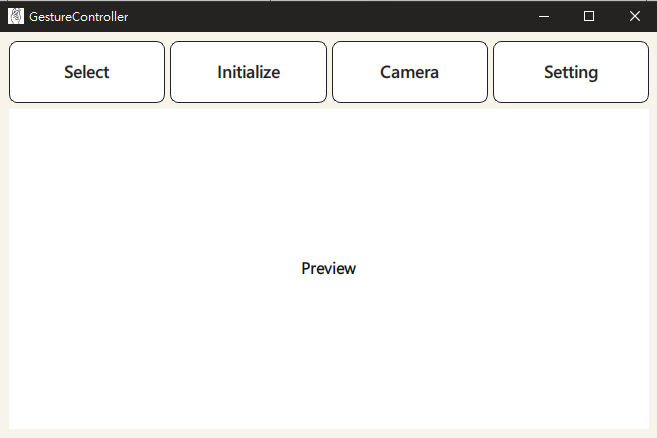 GestureController
Select Initialize Camera Setting
Preview